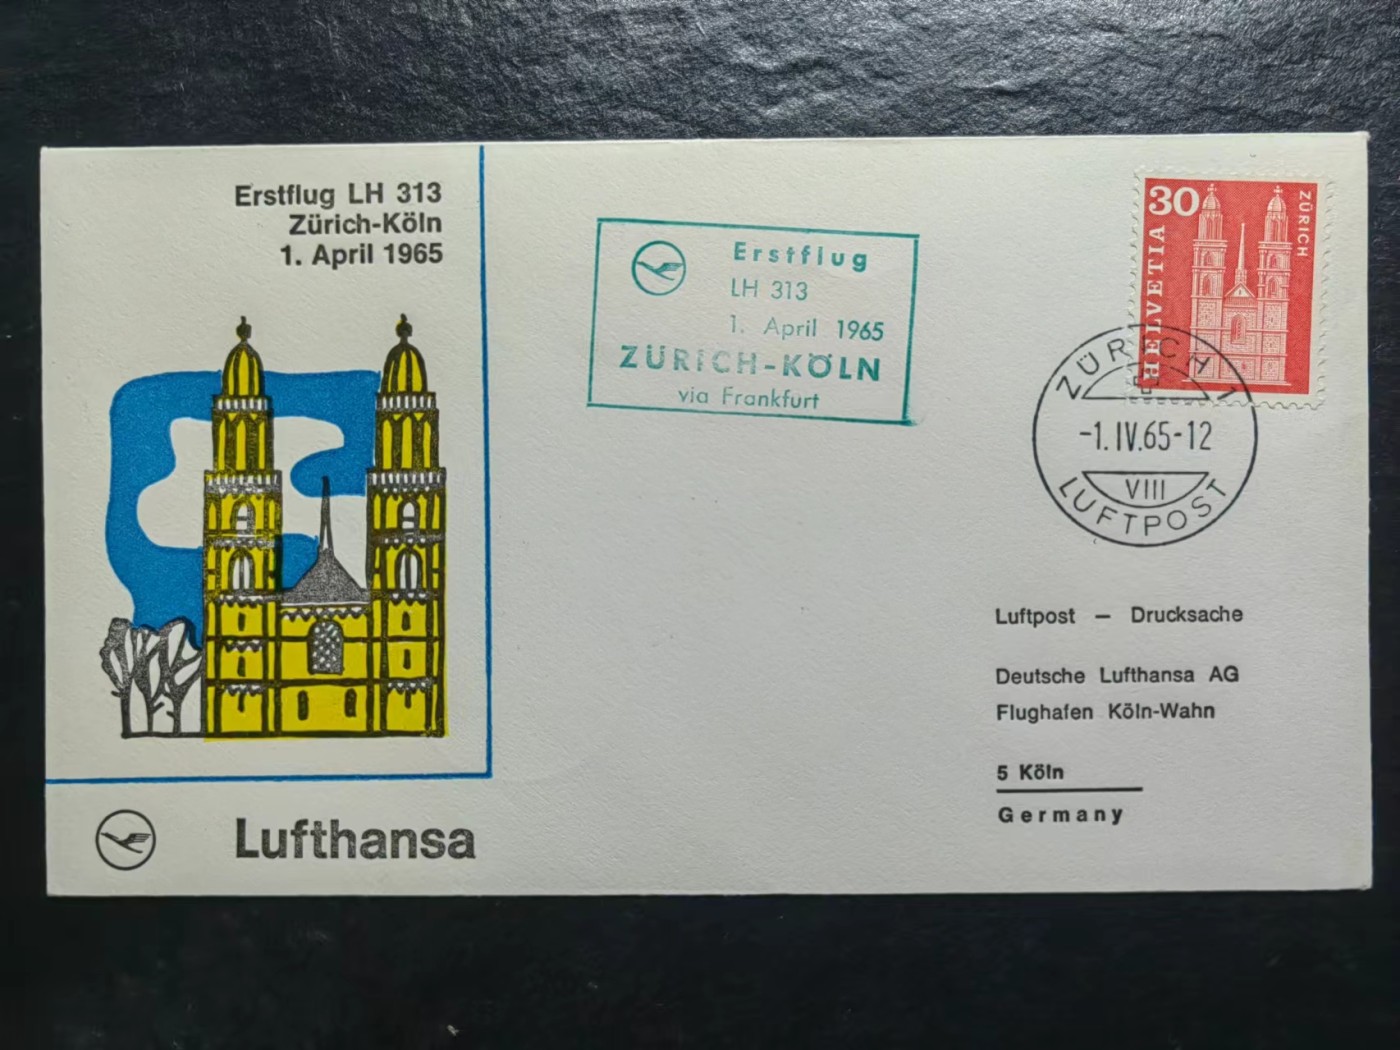 Erstflug LH 313
Zürich-Köln
1. April 1965
Lufthansa
Erstflug
LH 313
1. April 1965
ZÜRICH-KÖLN
via Frankfurt
30
HELVETIA
ZÜRICH
ZÜRICH 1
-1.IV.65-12
VIII
LUFTPOST
Luftpost – Drucksache
Deutsche Lufthansa AG
Flughafen Köln-Wahn
5 Köln
Germany